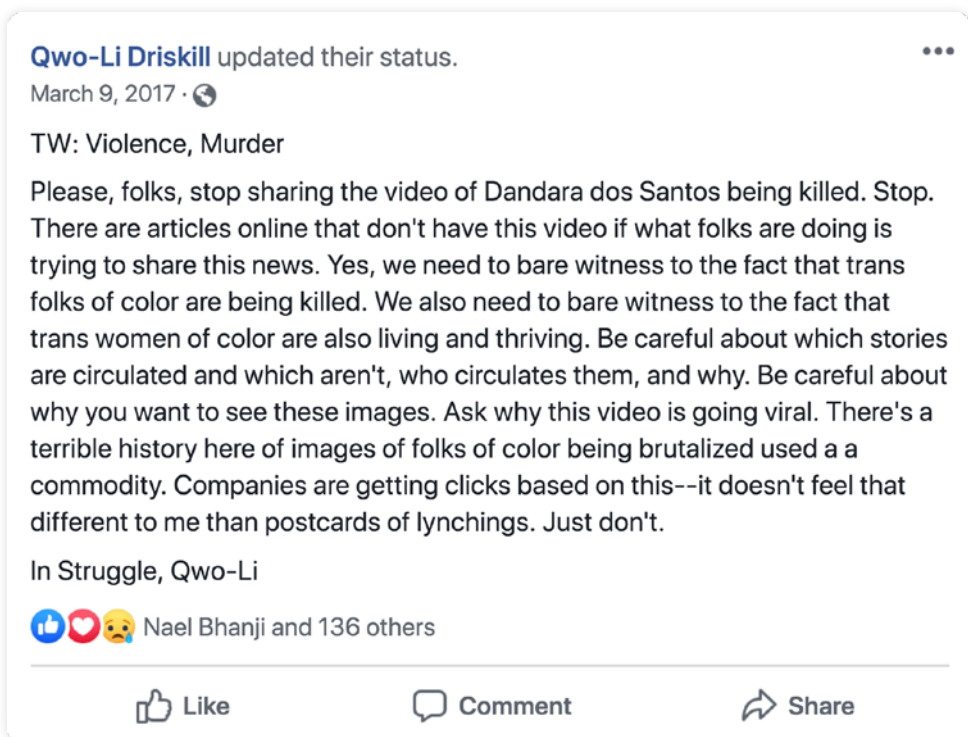 Qwo-Li Driskill updated their status.
March 9, 2017 ·
TW: Violence, Murder
Please, folks, stop sharing the video of Dandara dos Santos being killed. Stop.
There are articles online that don't have this video if what folks are doing is
trying to share this news. Yes, we need to bare witness to the fact that trans
folks of color are being killed. We also need to bare witness to the fact that
trans women of color are also living and thriving. Be careful about which stories
are circulated and which aren't, who circulates them, and why. Be careful about
why you want to see these images. Ask why this video is going viral. There's a
terrible history here of images of folks of color being brutalized used a a
commodity. Companies are getting clicks based on this--it doesn't feel that
different to me than postcards of lynchings. Just don't.
In Struggle, Qwo-Li
Nael Bhanji and 136 others
Like Comment Share